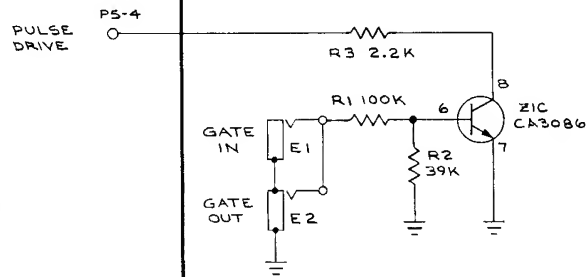 P5-4
PULSE
DRIVE
R3 2.2K
8
R1 100K
6
Z1C
CA3086
7
GATE
IN
E1
R2
39K
GATE
OUT
E2